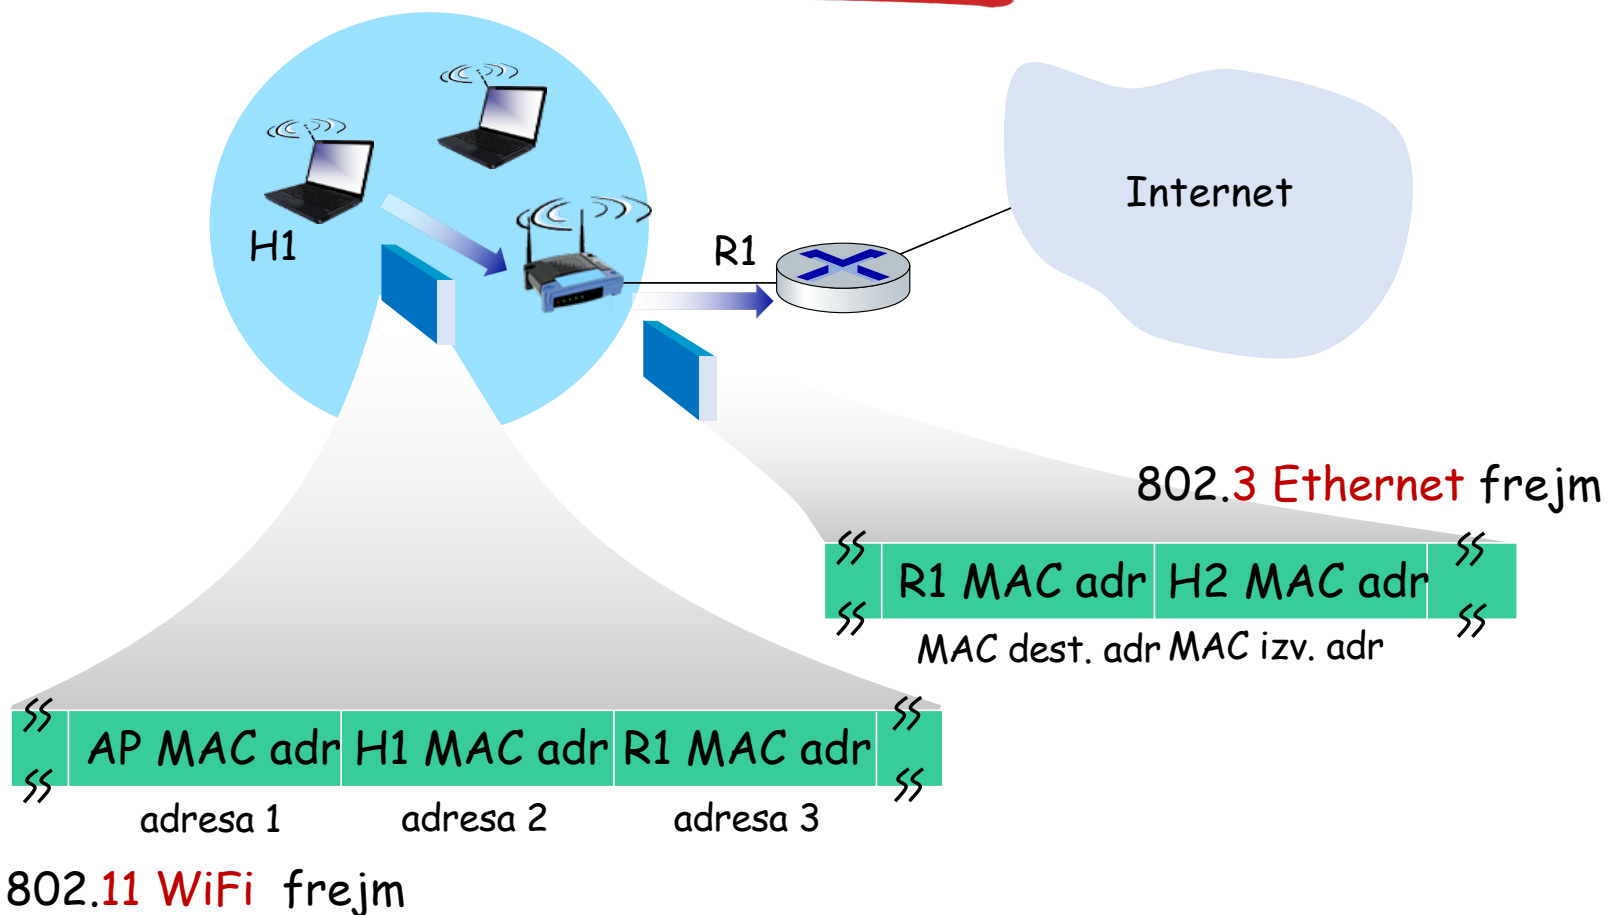 H1
R1
Internet
802.3 Ethernet frejm
R1 MAC adr H2 MAC adr
MAC dest. adr MAC izv. adr
AP MAC adr H1 MAC adr R1 MAC adr
adresa 1 adresa 2 adresa 3
802.11 WiFi frejm